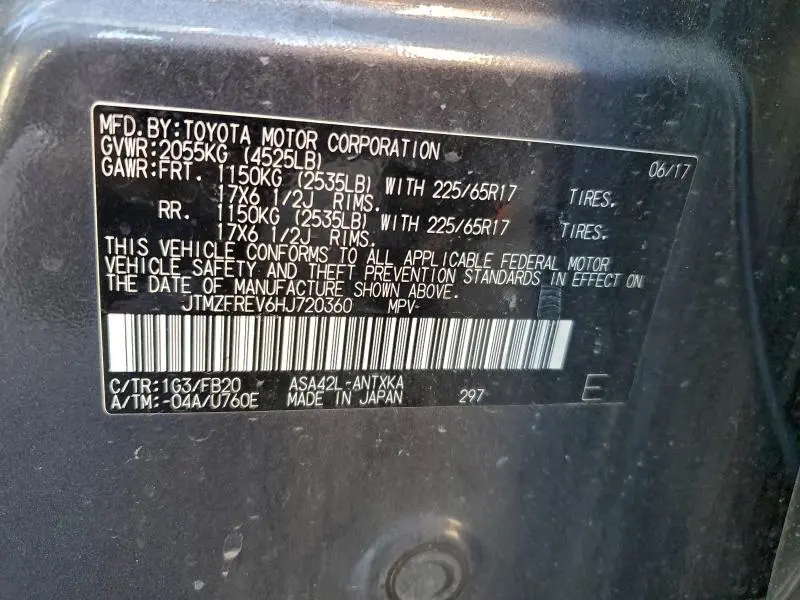 MFD.BY:TOYOTA MOTOR CORPORATION 06/17
GVWR:2055KG (4525LB)
GAWR:FRT. 1150KG (2535LB) WITH 225/65R17 TIRES.
17X6 1/2J RIMS.
RR. 1150KG (2535LB) WITH 225/65R17 TIRES.
17X6 1/2J RIMS.
THIS VEHICLE CONFORMS TO ALL APPLICABLE FEDERAL MOTOR
VEHICLE SAFETY AND THEFT PREVENTION STANDARDS IN EFFECT ON
THE DATE OF MANUFACTURE SHOWN ABOVE.
JTMZFREV6HJ720360 MPV-
C/TR:1G3/FB20 ASA42L-ANTXKA
A/TM:-04A/U760E MADE IN JAPAN 297 E